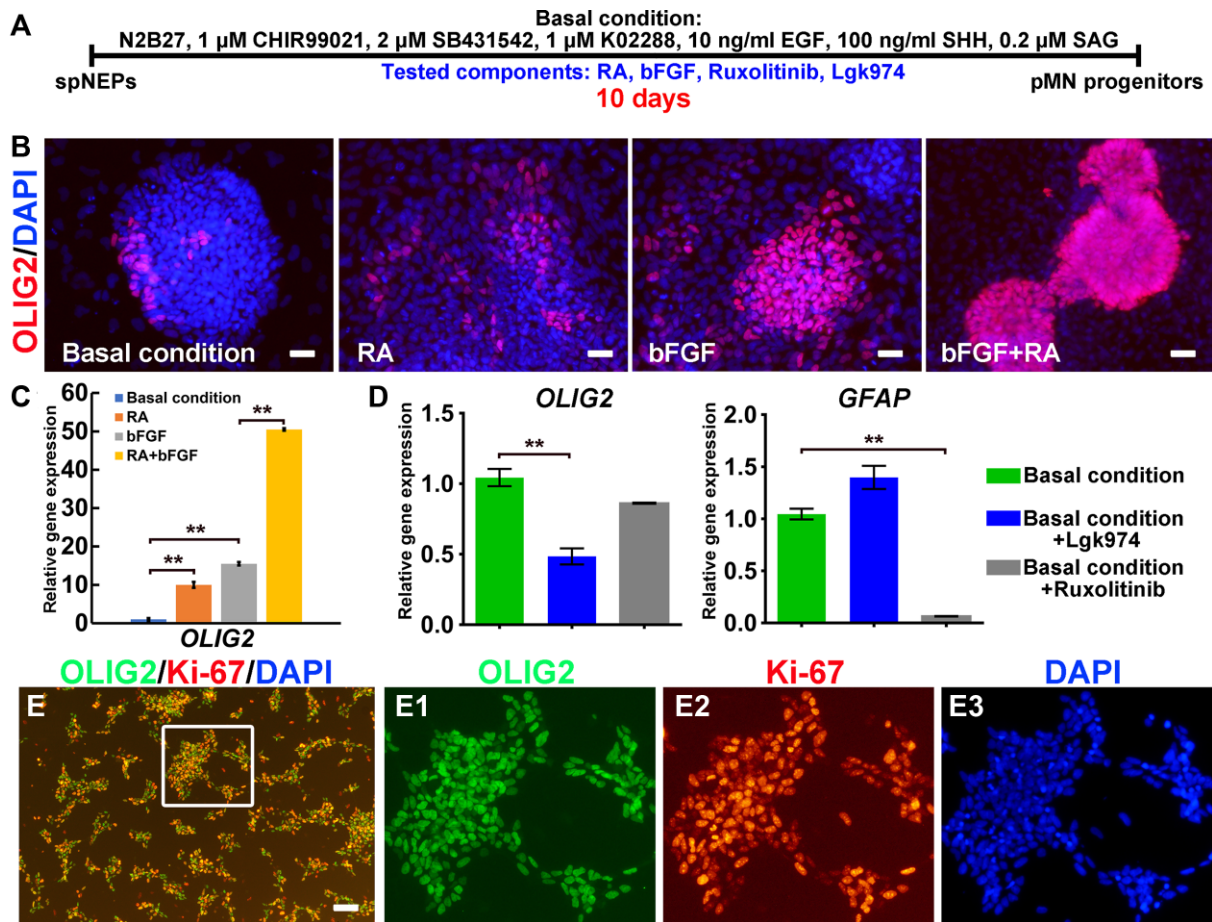 A
Basal condition:
N2B27, 1 µM CHIR99021, 2 µM SB431542, 1 µM K02288, 10 ng/ml EGF, 100 ng/ml SHH, 0.2 µM SAG
Tested components: RA, bFGF, Ruxolitinib, Lgk974
spNEPs
10 days
pMN progenitors
B
OLIG2/DAPI
Basal condition
RA
bFGF
bFGF+RA
C
Relative gene expression
60
50
40
30
20
10
0
Basal condition
RA
bFGF
RA+bFGF
**
**
**
OLIG2
D
OLIG2
Relative gene expression
1.5
1.0
0.5
0.0
**
GFAP
Relative gene expression
2.0
1.5
1.0
0.5
0.0
**
Basal condition
Basal condition
+Lgk974
Basal condition
+Ruxolitinib
OLIG2/Ki-67/DAPI
OLIG2
Ki-67
DAPI
E
E1
E2
E3